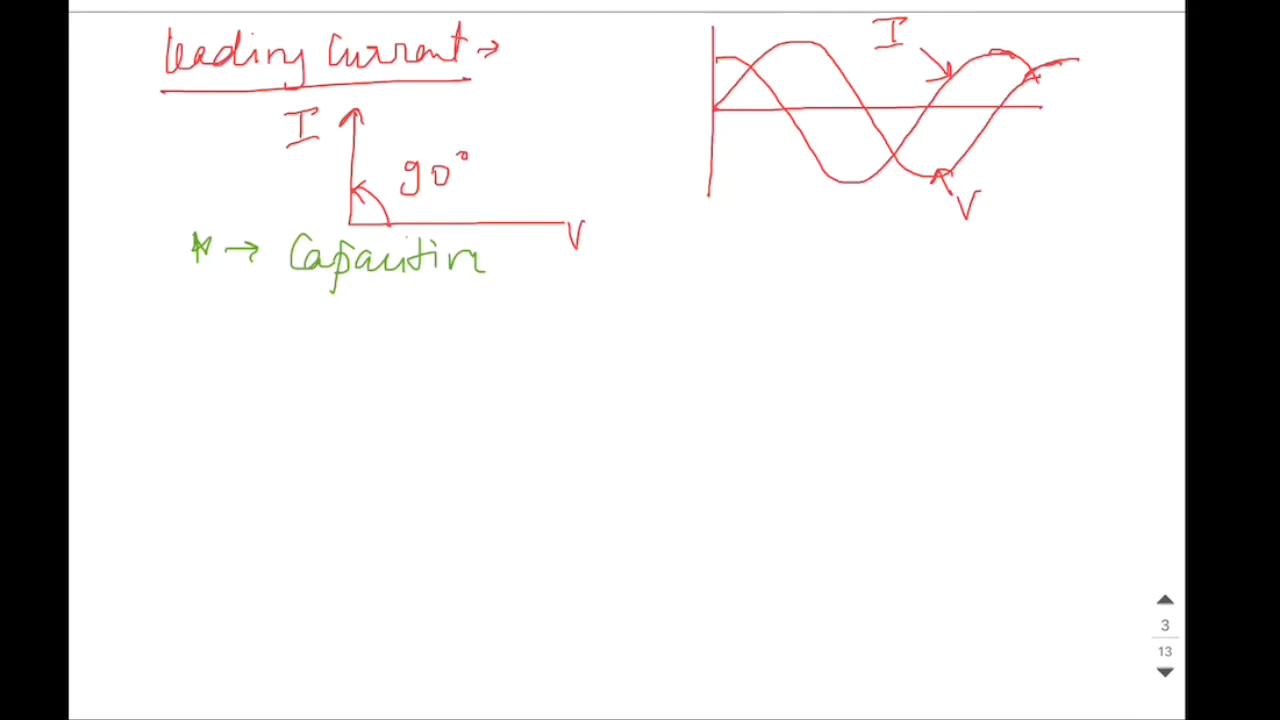 Leading Current →
I
90°
V
* → Capacitive
I
V
3
13